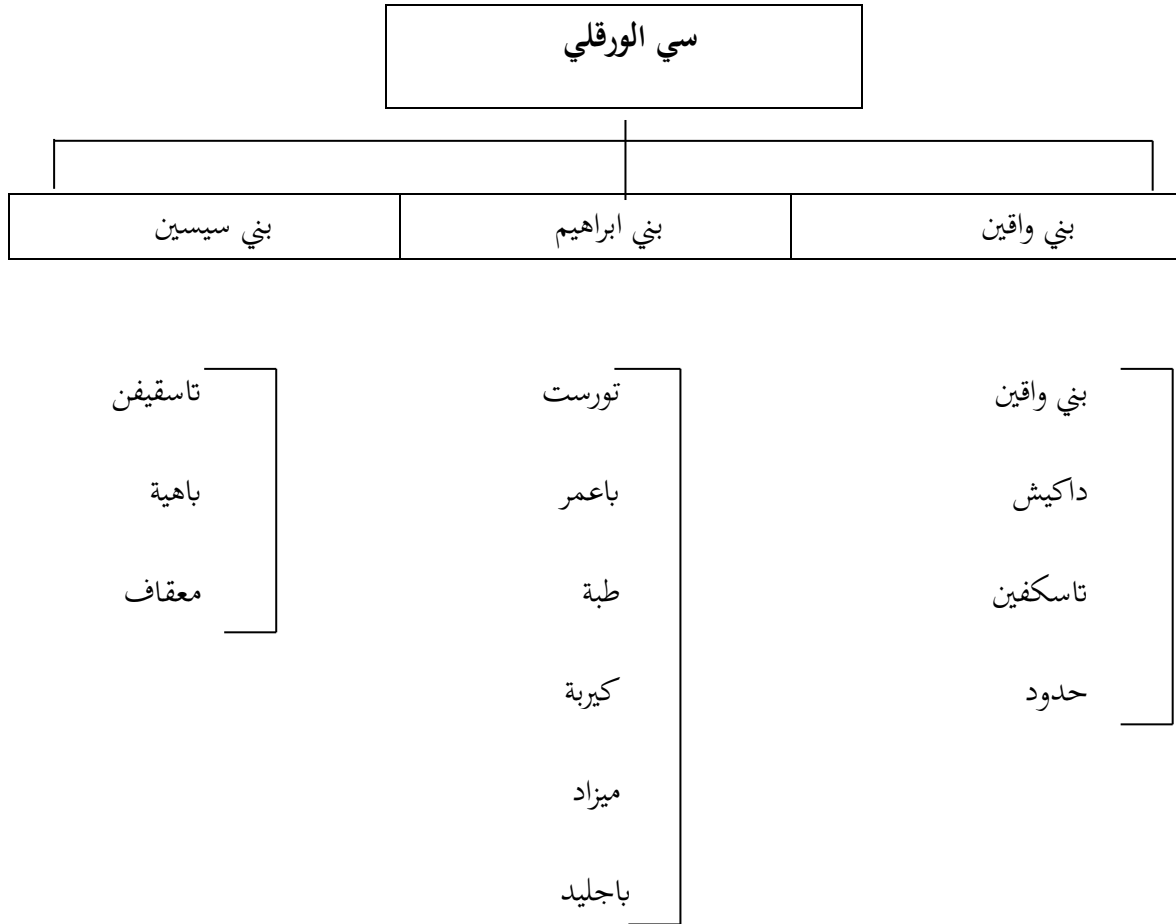 سي الورقلي
بني واقين
بني ابراهيم
بني سيسين
بني واقين
داكيش
تاسكفين
حدود
تورست
باعمر
طبة
كيربة
ميزاد
باجليد
تاسقيفن
باهية
معقاف